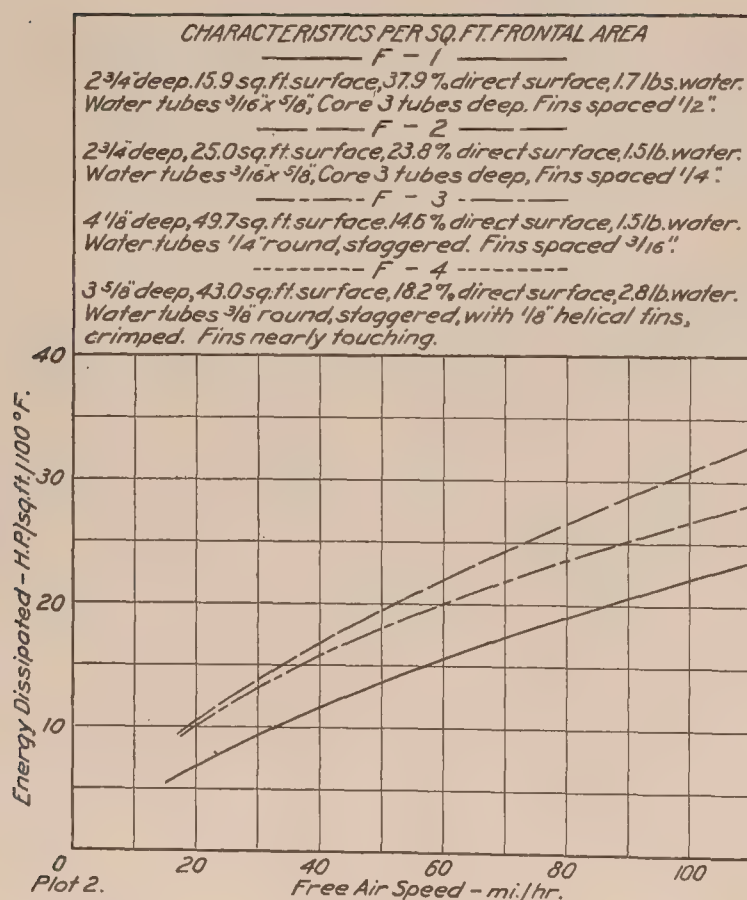 CHARACTERISTICS PER SQ. FT. FRONTAL AREA
F - 1
2 3/4" deep. 15.9 sq. ft. surface, 37.9% direct surface, 1.7 lbs. water.
Water tubes 3/16" x 5/8", Core 3 tubes deep. Fins spaced 1/2".
F - 2
2 3/4" deep, 25.0 sq. ft. surface, 23.8% direct surface, 1.5 lb. water.
Water tubes 3/16" x 5/8", Core 3 tubes deep, Fins spaced 1/4".
F - 3
4 1/8" deep, 49.7 sq. ft. surface. 14.6% direct surface, 1.5 lb. water.
Water tubes 1/4" round, staggered. Fins spaced 3/16".
F - 4
3 5/8" deep, 43.0 sq. ft. surface, 18.2% direct surface, 2.8 lb. water.
Water tubes 3/8" round, staggered, with 1/8" helical fins,
crimped. Fins nearly touching.
40
30
20
10
Energy Dissipated - H.P./sq.ft./100°F.
0 20 40 60 80 100
Plot 2.
Free Air Speed - mi./hr.